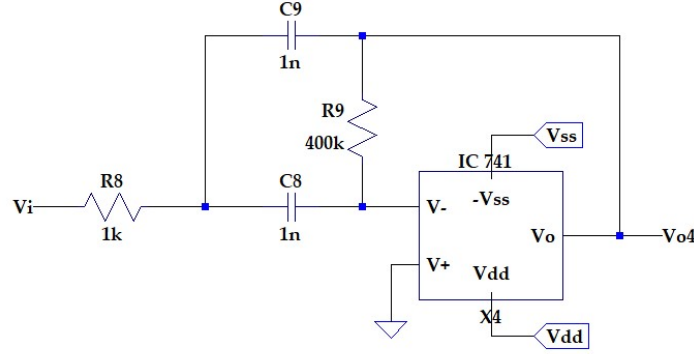 C9
1n
R9
400k
Vss
IC 741
R8
C8
Vi
V-
-Vss
1k
1n
Vo
Vo4
V+
Vdd
X4
Vdd